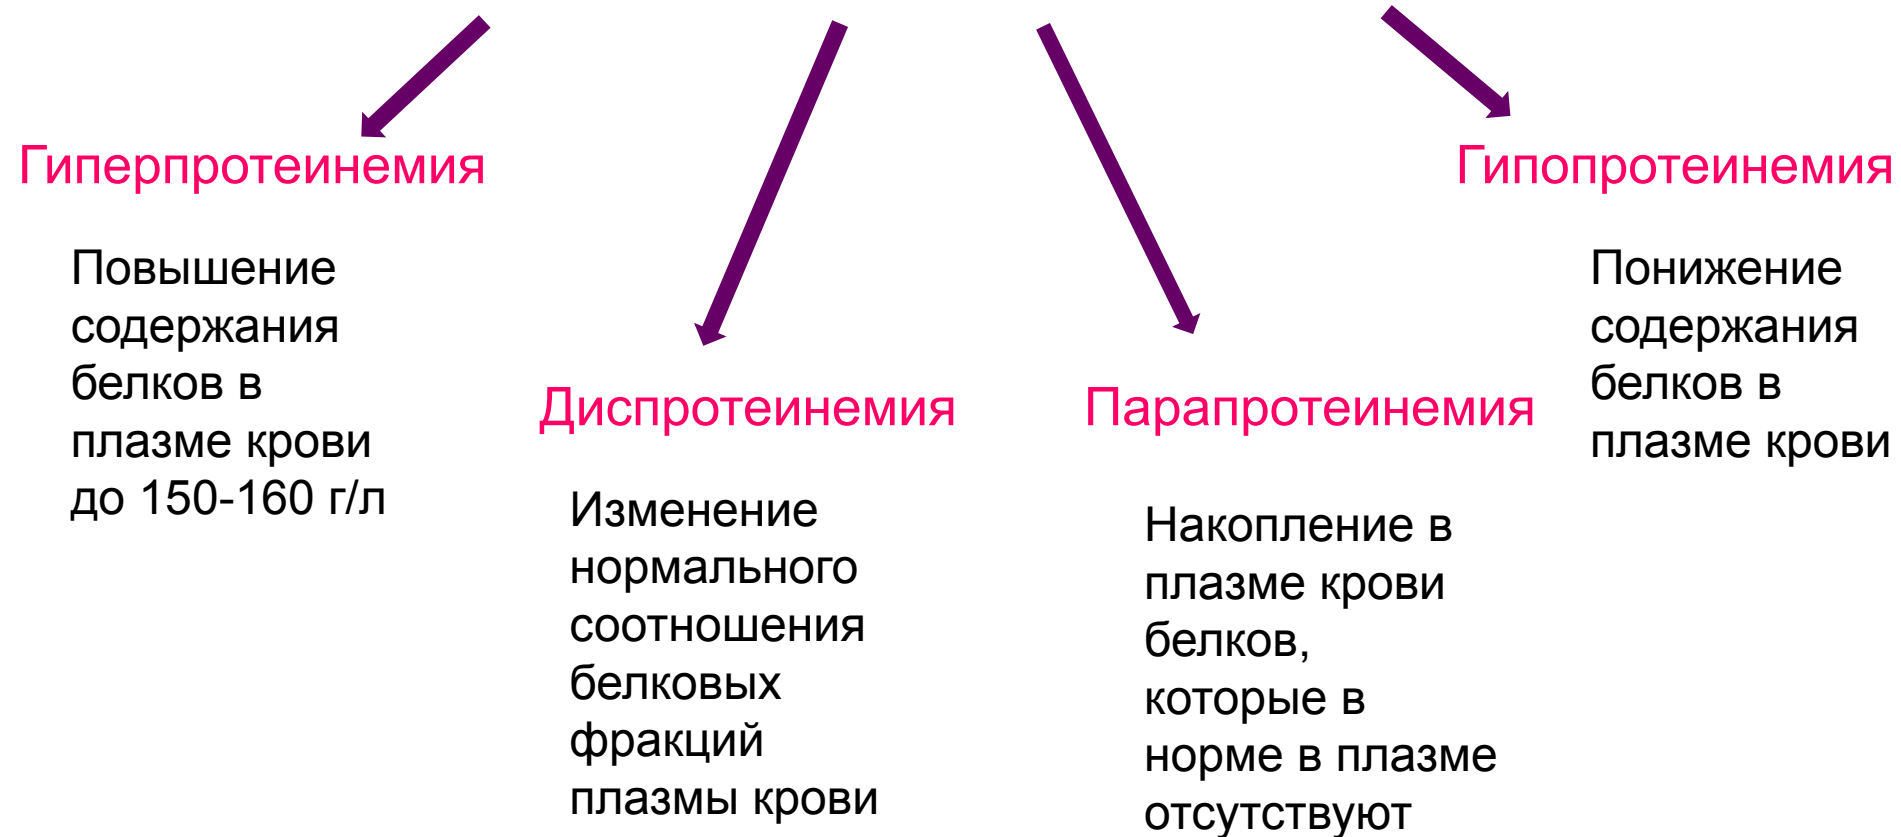 Гиперпротеинемия
Повышение
содержания
белков в
плазме крови
до 150-160 г/л
Диспротеинемия
Изменение
нормального
соотношения
белковых
фракций
плазмы крови
Парапротеинемия
Накопление в
плазме крови
белков,
которые в
норме в плазме
отсутствуют
Гипопротеинемия
Понижение
содержания
белков в
плазме крови